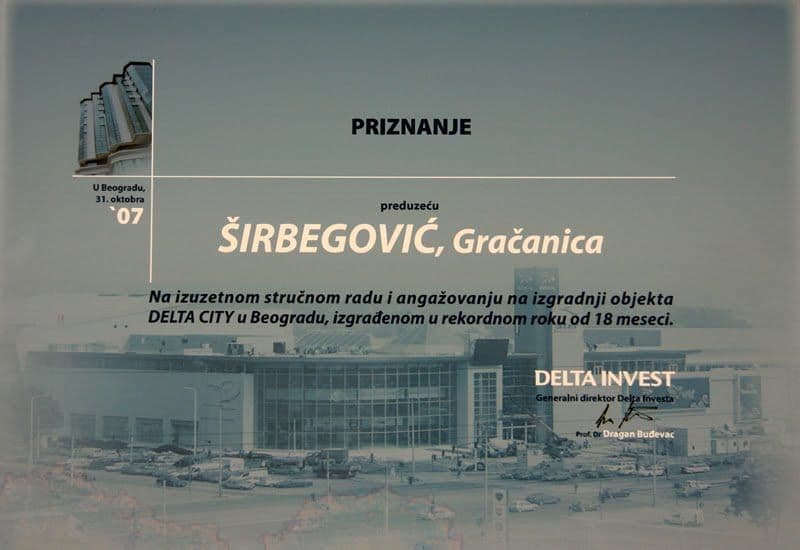 PRIZNANJE
U Beogradu,
31. oktobra
`07
preduzeću
ŠIRBEGOVIĆ, Gračanica
Na izuzetnom stručnom radu i angažovanju na izgradnji objekta
DELTA CITY u Beogradu, izgrađenom u rekordnom roku od 18 meseci.
DELTA INVEST
Generalni direktor Delta Investa
Prof. Dr Dragan Buđevac